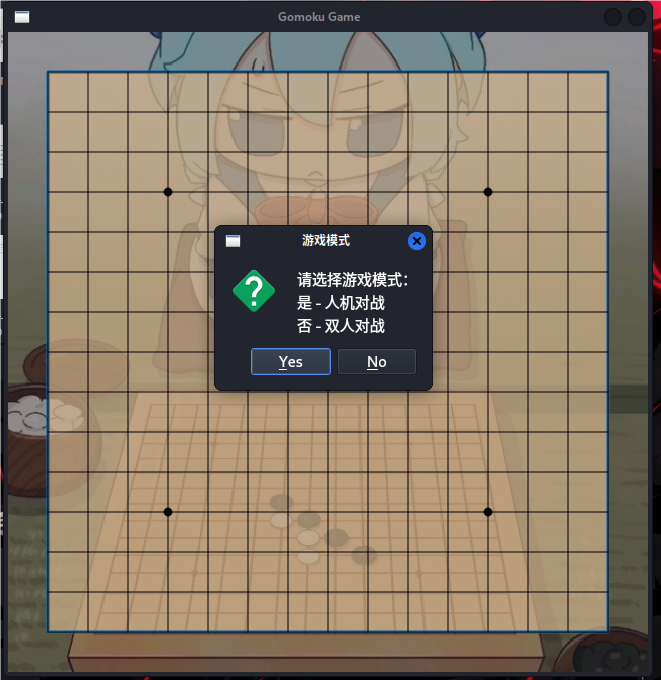 Gomoku Game
游戏模式
请选择游戏模式:
是 - 人机对战
否 - 双人对战
Yes
No